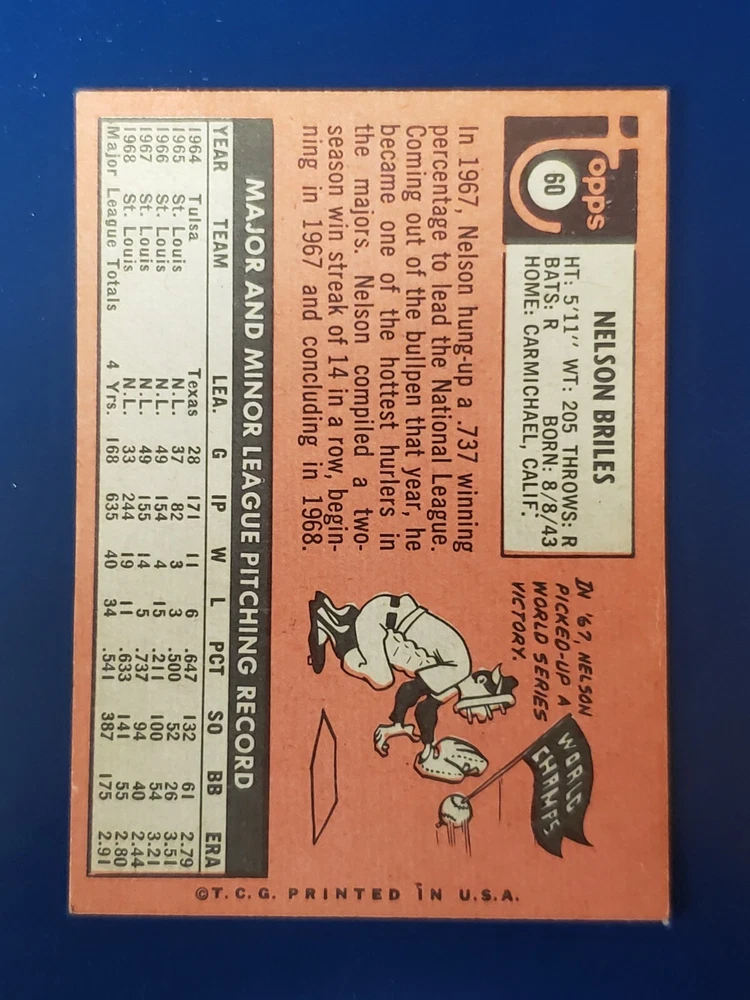 Topps
60
NELSON BRILES
HT: 5'11" WT: 205 THROWS: R
BATS: R BORN: 8/8/43
HOME: CARMICHAEL, CALIF.
In 1967, Nelson hung-up a .737 winning
percentage to lead the National League.
Coming out of the bullpen that year, he
became one of the hottest hurlers in
the majors. Nelson compiled a two-
season win streak of 14 in a row, begin-
ning in 1967 and concluding in 1968.
IN '67, NELSON
PICKED-UP A
WORLD SERIES
VICTORY.
WORLD
CHAMPS
MAJOR AND MINOR LEAGUE PITCHING RECORD
YEAR TEAM LEA. G IP W L PCT SO BB ERA
1964 Tulsa Texas 28 171 11 6 .647 132 61 2.79
1965 St. Louis N.L. 37 82 3 3 .500 52 26 3.51
1966 St. Louis N.L. 49 154 4 15 .211 100 54 3.21
1967 St. Louis N.L. 49 155 14 5 .737 94 40 2.44
1968 St. Louis N.L. 33 244 19 11 .633 141 55 2.80
Major League Totals 4 Yrs. 168 635 40 34 .541 387 175 2.91
©T.C.G. PRINTED IN U.S.A.